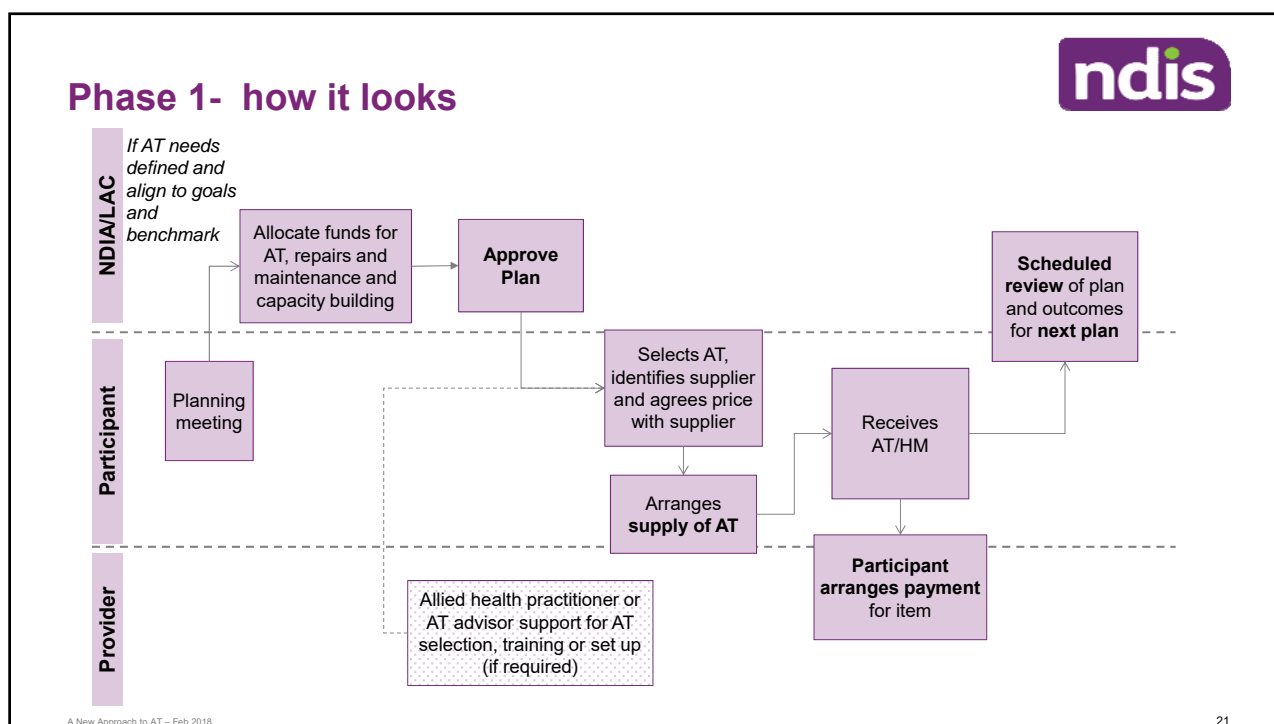 ndis
Phase 1- how it looks
NDIA/LAC
If AT needs
defined and
align to goals
and
benchmark
Allocate funds for
AT, repairs and
maintenance and
capacity building
Approve
Plan
Scheduled
review of plan
and outcomes
for next plan
Participant
Planning
meeting
Selects AT,
identifies supplier
and agrees price
with supplier
Arranges
supply of AT
Receives
AT/HM
Provider
Allied health practitioner or
AT advisor support for AT
selection, training or set up
(if required)
Participant
arranges payment
for item
A New Approach to AT – Feb 2018
21